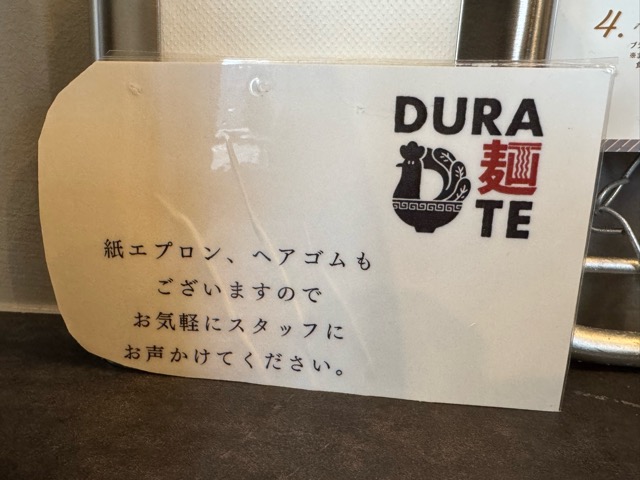 4.
DURA
麺
TE
紙エプロン、ヘアゴムも
ございますので
お気軽にスタッフに
お声かけてください。